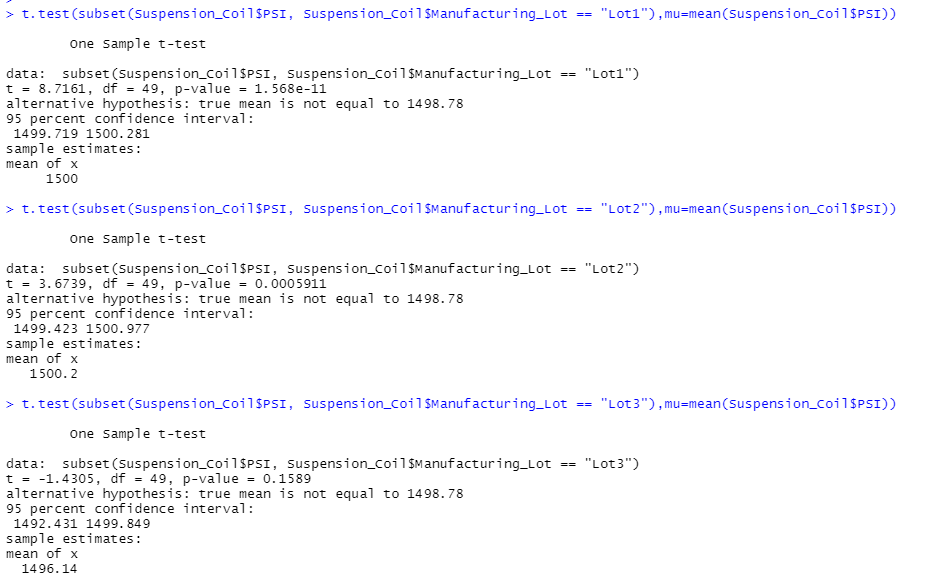 > t.test(subset(Suspension_Coil$PSI, Suspension_Coil$Manufacturing_Lot == "Lot1"),mu=mean(Suspension_Coil$PSI))
One Sample t-test
data:  subset(Suspension_Coil$PSI, Suspension_Coil$Manufacturing_Lot == "Lot1")
t = 8.7161, df = 49, p-value = 1.568e-11
alternative hypothesis: true mean is not equal to 1498.78
95 percent confidence interval:
1499.719 1500.281
sample estimates:
mean of x
1500
> t.test(subset(Suspension_Coil$PSI, Suspension_Coil$Manufacturing_Lot == "Lot2"),mu=mean(Suspension_Coil$PSI))
One Sample t-test
data:  subset(Suspension_Coil$PSI, Suspension_Coil$Manufacturing_Lot == "Lot2")
t = 3.6739, df = 49, p-value = 0.0005911
alternative hypothesis: true mean is not equal to 1498.78
95 percent confidence interval:
1499.423 1500.977
sample estimates:
mean of x
1500.2
> t.test(subset(Suspension_Coil$PSI, Suspension_Coil$Manufacturing_Lot == "Lot3"),mu=mean(Suspension_Coil$PSI))
One Sample t-test
data:  subset(Suspension_Coil$PSI, Suspension_Coil$Manufacturing_Lot == "Lot3")
t = -1.4305, df = 49, p-value = 0.1589
alternative hypothesis: true mean is not equal to 1498.78
95 percent confidence interval:
1492.431 1499.849
sample estimates:
mean of x
1496.14